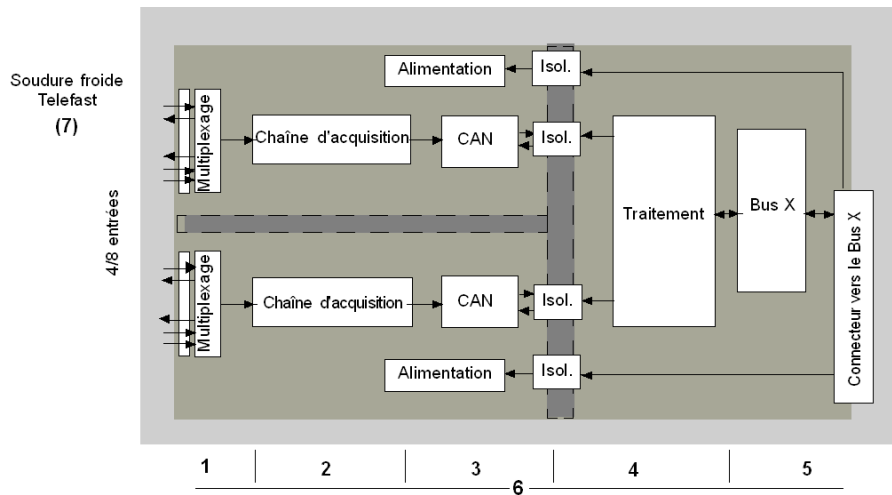 Soudure froide
Telefast
(7)
4/8 entrées
Alimentation
Isol.
Multiplexage
Chaîne d'acquisition
CAN
Isol.
Traitement
Bus X
Connecteur vers le Bus X
Multiplexage
Chaîne d'acquisition
CAN
Isol.
Alimentation
Isol.
1
2
3
4
5
6